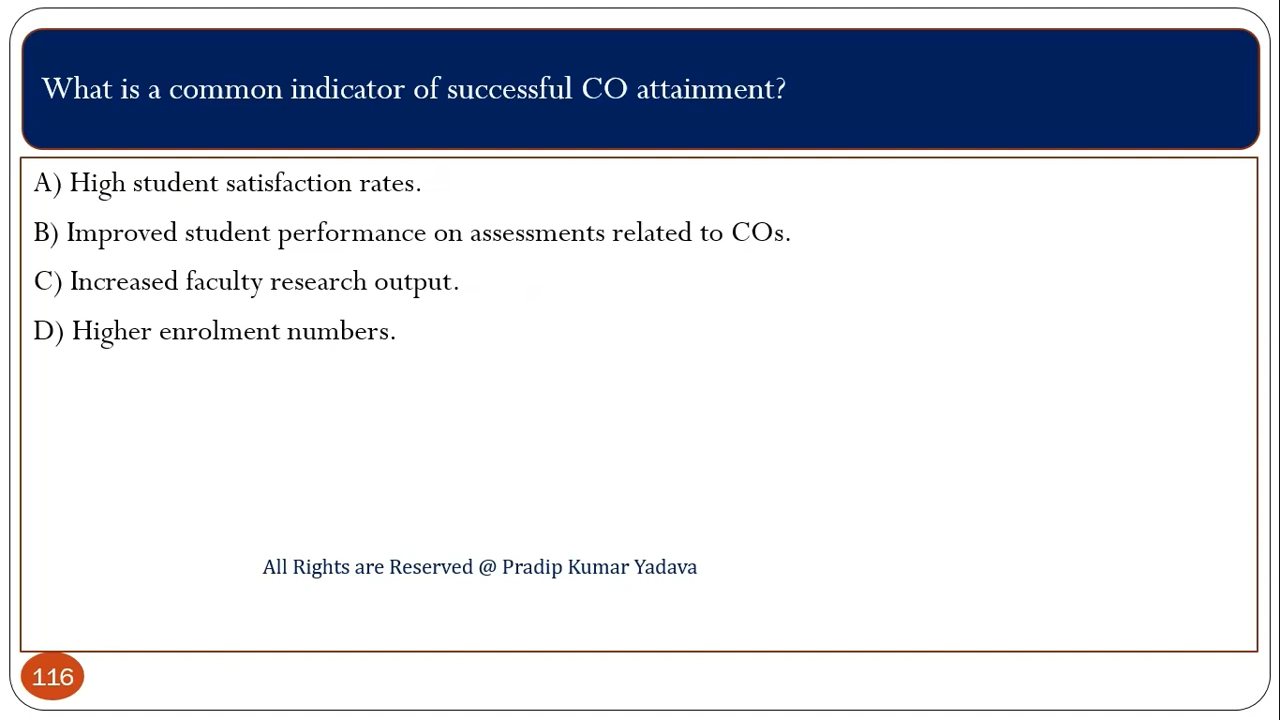 What is a common indicator of successful CO attainment?
A) High student satisfaction rates.
B) Improved student performance on assessments related to COs.
C) Increased faculty research output.
D) Higher enrolment numbers.
All Rights are Reserved @ Pradip Kumar Yadava
116